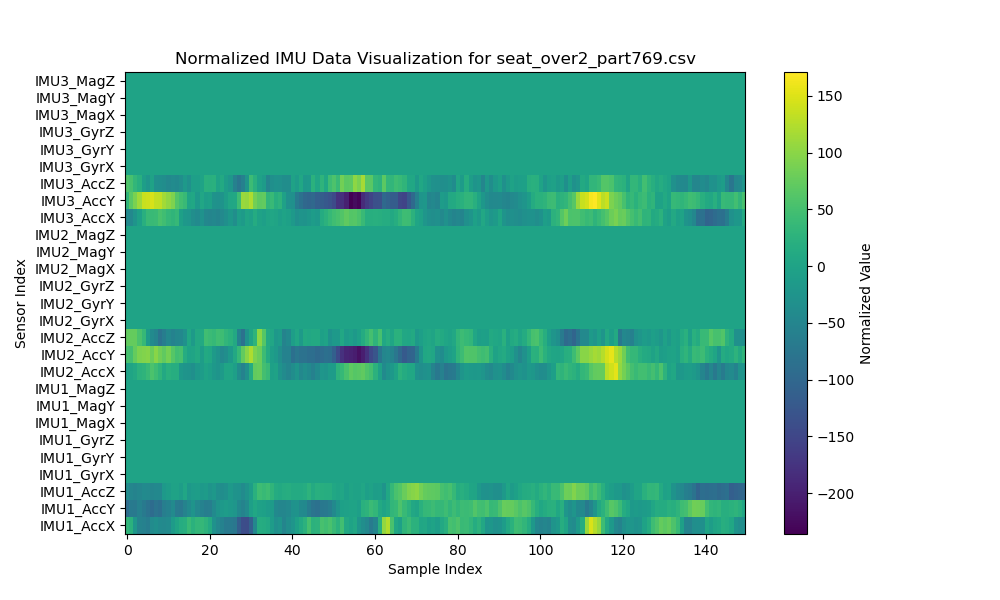 Normalized IMU Data Visualization for seat_over2_part769.csv
Sensor Index
IMU3_MagZ
IMU3_MagY
IMU3_MagX
IMU3_GyrZ
IMU3_GyrY
IMU3_GyrX
IMU3_AccZ
IMU3_AccY
IMU3_AccX
IMU2_MagZ
IMU2_MagY
IMU2_MagX
IMU2_GyrZ
IMU2_GyrY
IMU2_GyrX
IMU2_AccZ
IMU2_AccY
IMU2_AccX
IMU1_MagZ
IMU1_MagY
IMU1_MagX
IMU1_GyrZ
IMU1_GyrY
IMU1_GyrX
IMU1_AccZ
IMU1_AccY
IMU1_AccX
0 20 40 60 80 100 120 140
Sample Index
150
100
50
0
−50
−100
−150
−200
Normalized Value